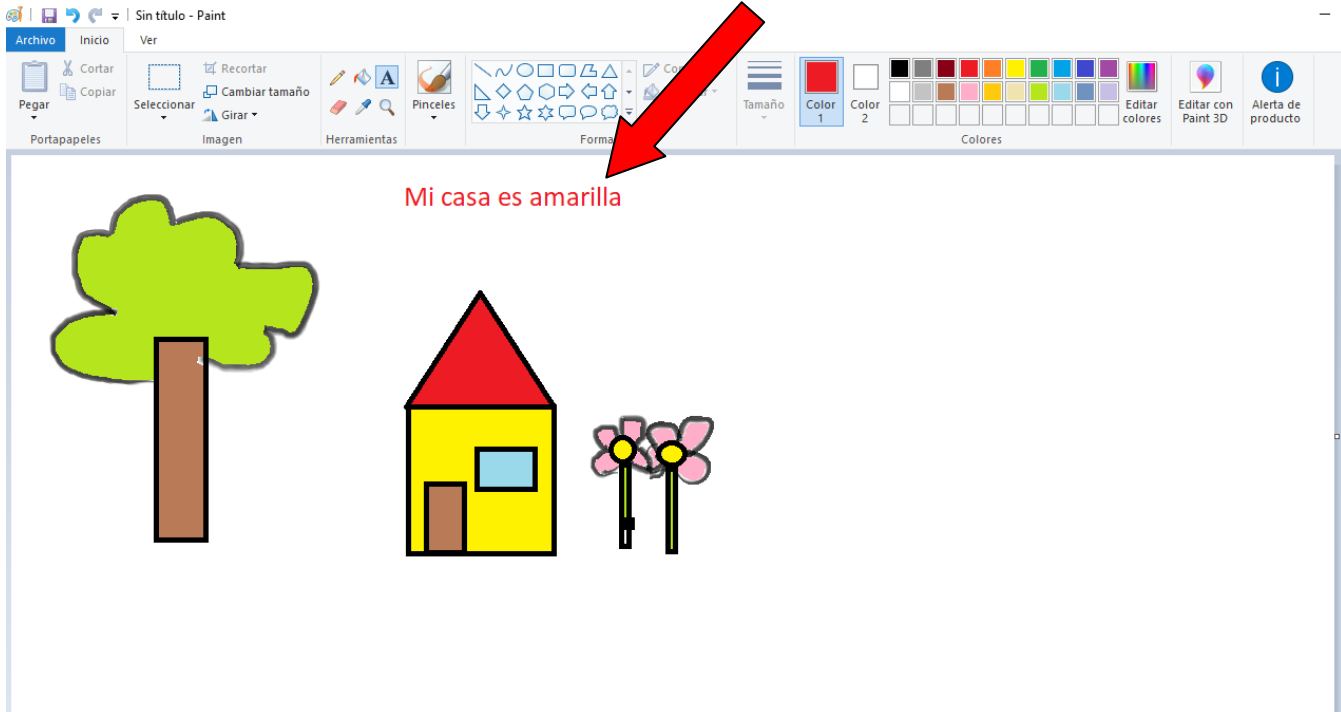 Sin título - Paint
Archivo Inicio Ver
Pegar
Cortar
Copiar
Portapapeles
Seleccionar
Recortar
Cambiar tamaño
Girar
Imagen
A
Herramientas
Pinceles
Tamaño
Color 1
Color 2
Colores
Editar colores
Editar con Paint 3D
Alerta de producto
Mi casa es amarilla